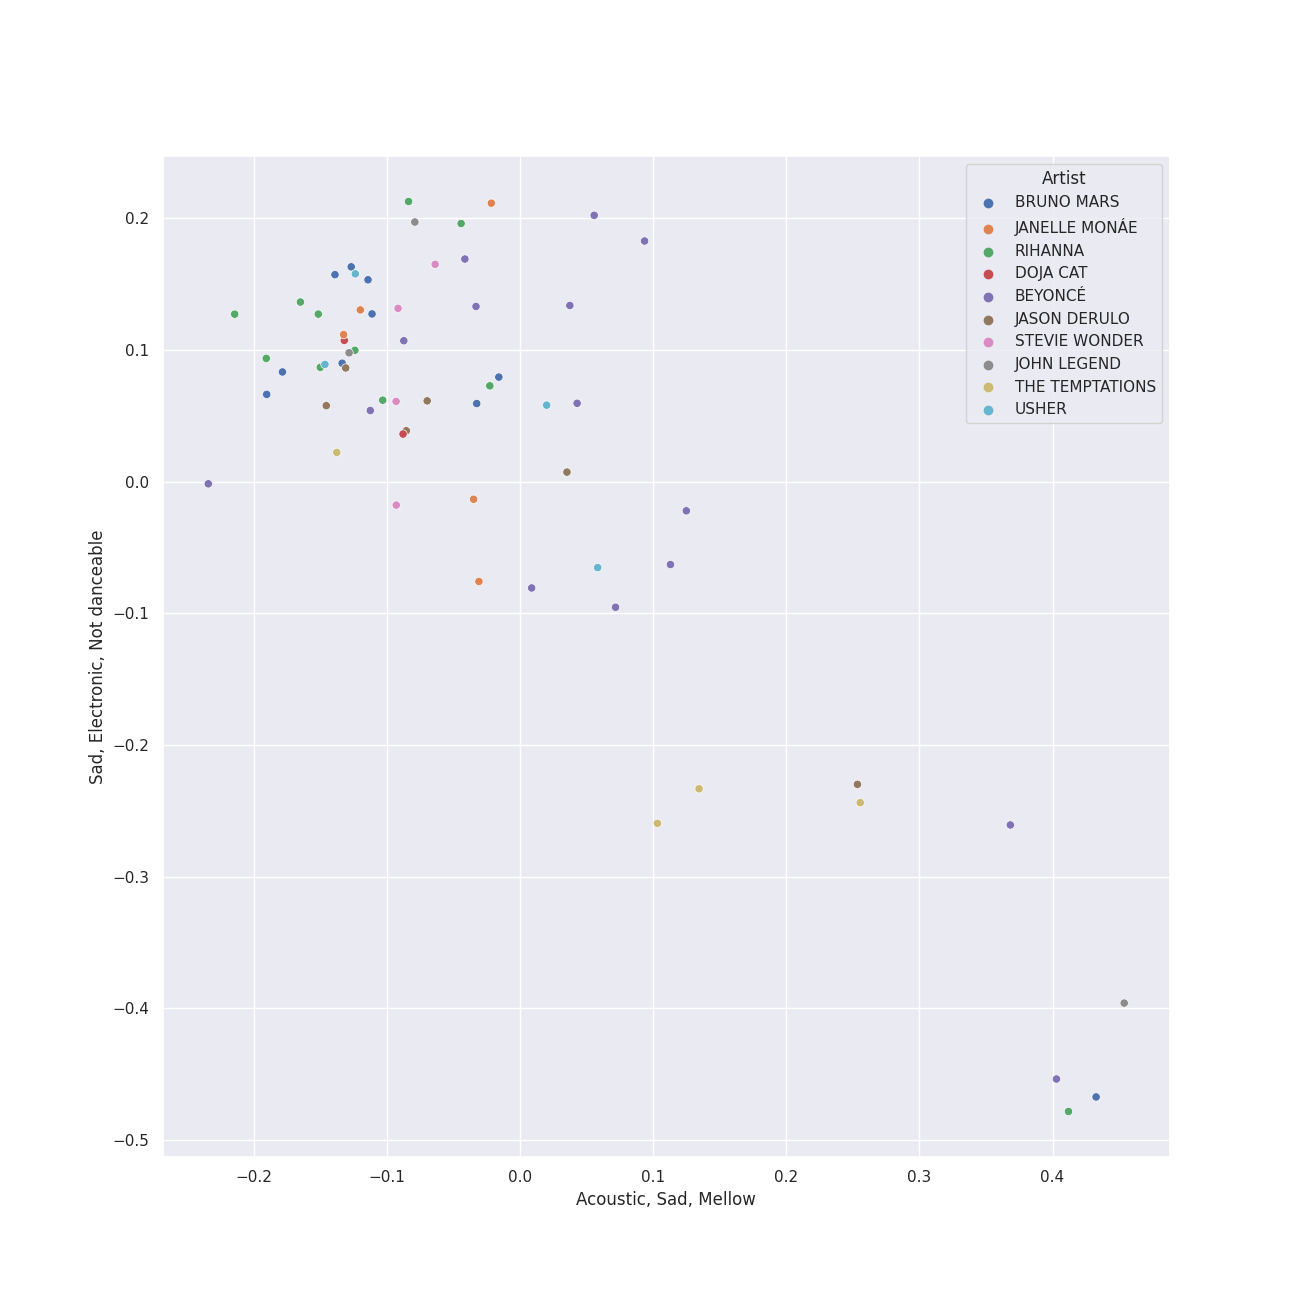 Artist
BRUNO MARS
JANELLE MONÁE
RIHANNA
DOJA CAT
BEYONCÉ
JASON DERULO
STEVIE WONDER
JOHN LEGEND
THE TEMPTATIONS
USHER
0.2
0.1
0.0
−0.1
−0.2
−0.3
−0.4
−0.5
Sad, Electronic, Not danceable
−0.2 −0.1 0.0 0.1 0.2 0.3 0.4
Acoustic, Sad, Mellow